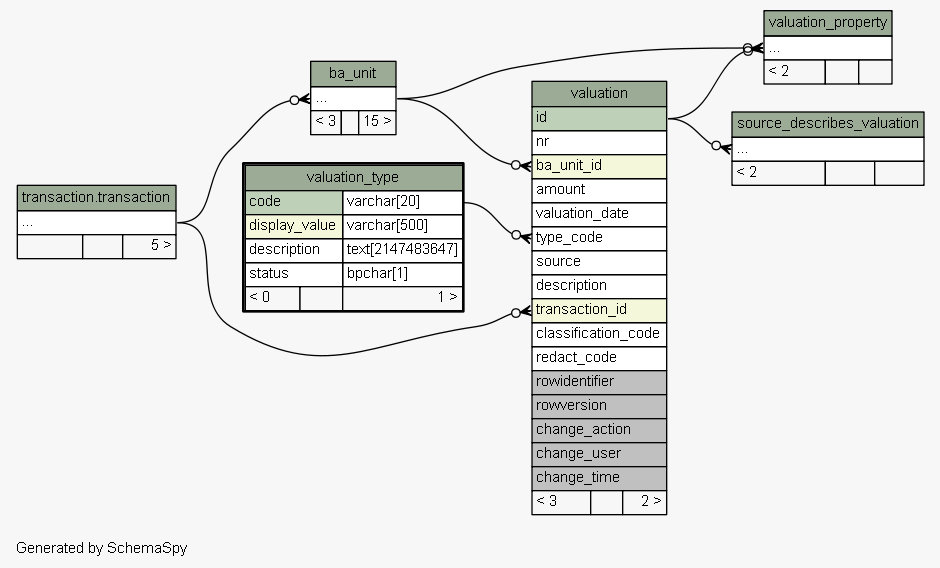 valuation_property
...
< 2
ba_unit
...
< 3 15 >
valuation
id
nr
ba_unit_id
amount
valuation_date
type_code
source
description
transaction_id
classification_code
redact_code
rowidentifier
rowversion
change_action
change_user
change_time
< 3 2 >
source_describes_valuation
...
< 2
valuation_type
code varchar[20]
display_value varchar[500]
description text[2147483647]
status bpchar[1]
< 0 1 >
transaction.transaction
...
5 >
Generated by SchemaSpy